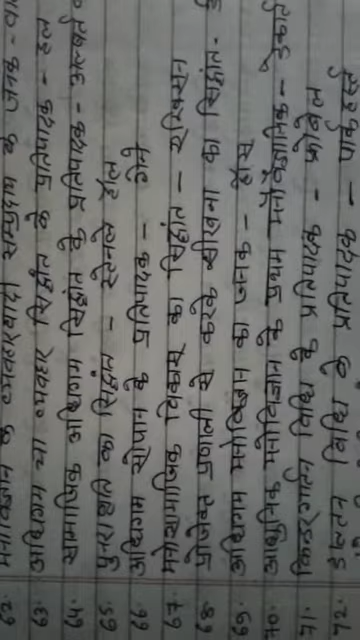 62. मनोविज्ञान के व्यवहारवादी सम्प्रदाय के जनक -
63. अधिगम या व्यवहार सिद्धांत के प्रतिपादक - हल
64. सामाजिक अधिगम सिद्धांत के प्रतिपादक - अल्बर्ट
65. पुनरावृति का सिद्धांत - स्टेनले हॉल
66. अधिगम सोपान के प्रतिपादक - गेने
67. मनोसामाजिक विकास का सिद्धांत - एरिक्सन
68. प्रोजेक्ट प्रणाली से करके सीखना का सिद्धांत -
69. अधिगम मनोविज्ञान का जनक - हॉस
70. आधुनिक मनोविज्ञान के प्रथम मनोवैज्ञानिक - डेकार्ते
71. किंडरगार्टन विधि के प्रतिपादक - फ्रोबेल
72. डाल्टन विधि के प्रतिपादक - पार्कहर्स्ट